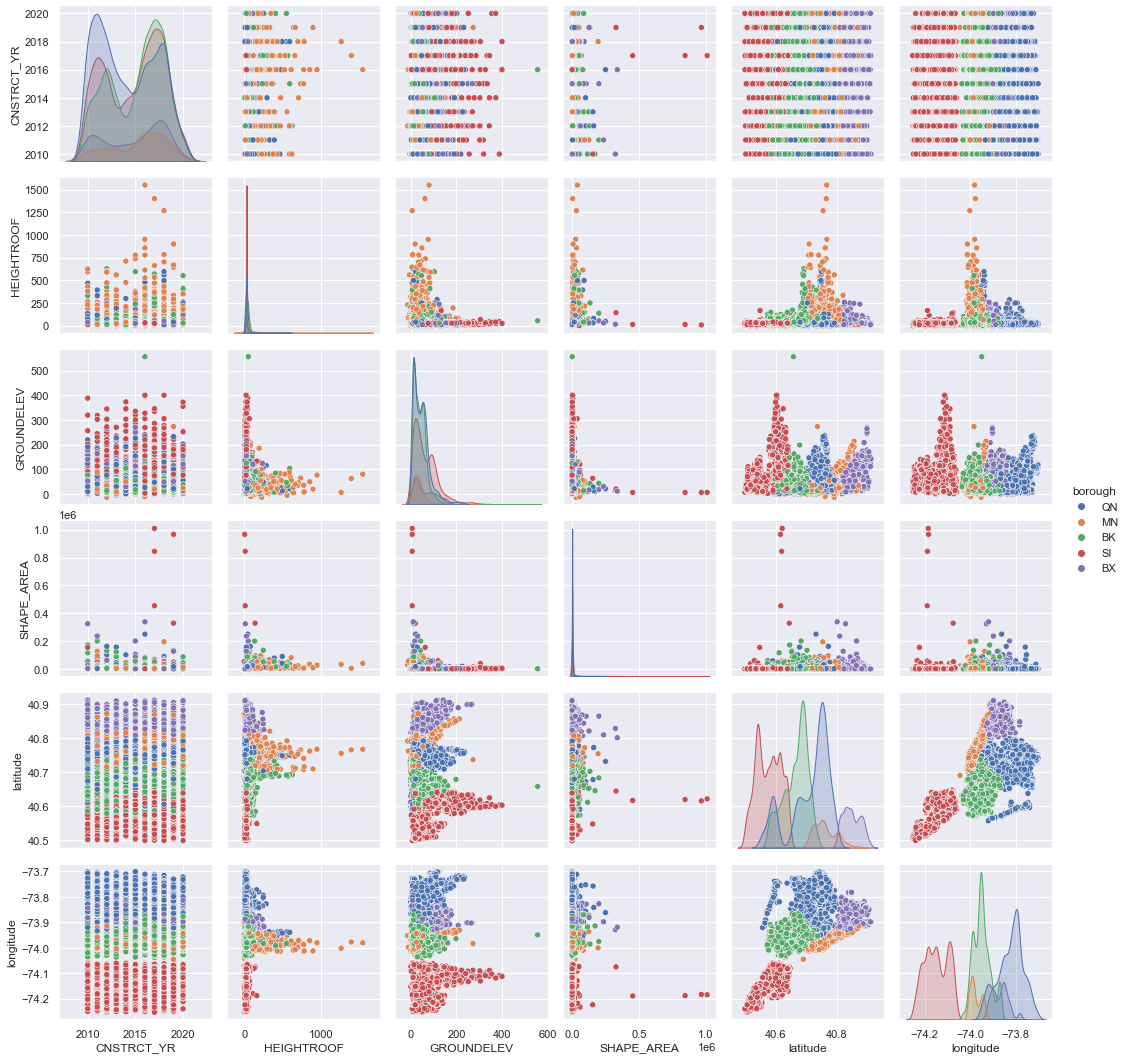 2020
2018
2016
2014
2012
2010
CNSTRCT_YR
1500
1250
1000
750
500
250
0
HEIGHTROOF
500
400
300
200
100
0
GROUNDELEV
1e6
1.0
0.8
0.6
0.4
0.2
0.0
SHAPE_AREA
40.9
40.8
40.7
40.6
40.5
latitude
−73.7
−73.8
−73.9
−74.0
−74.1
−74.2
longitude
2010 2015 2020
CNSTRCT_YR
0 1000
HEIGHTROOF
0 200 400 600
GROUNDELEV
0.0 0.5 1.0
1e6
SHAPE_AREA
40.6 40.8
latitude
−74.2 −74.0 −73.8
longitude
borough
QN
MN
BK
SI
BX